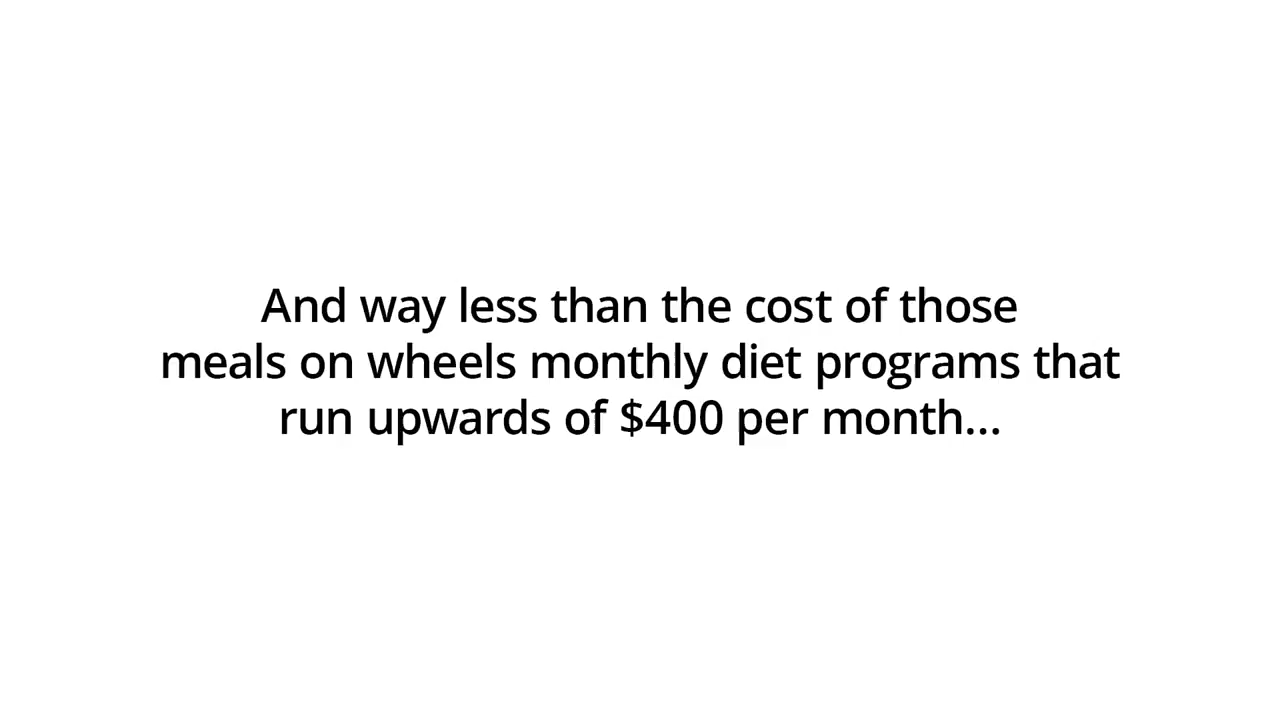 And way less than the cost of those
meals on wheels monthly diet programs that
run upwards of $400 per month...